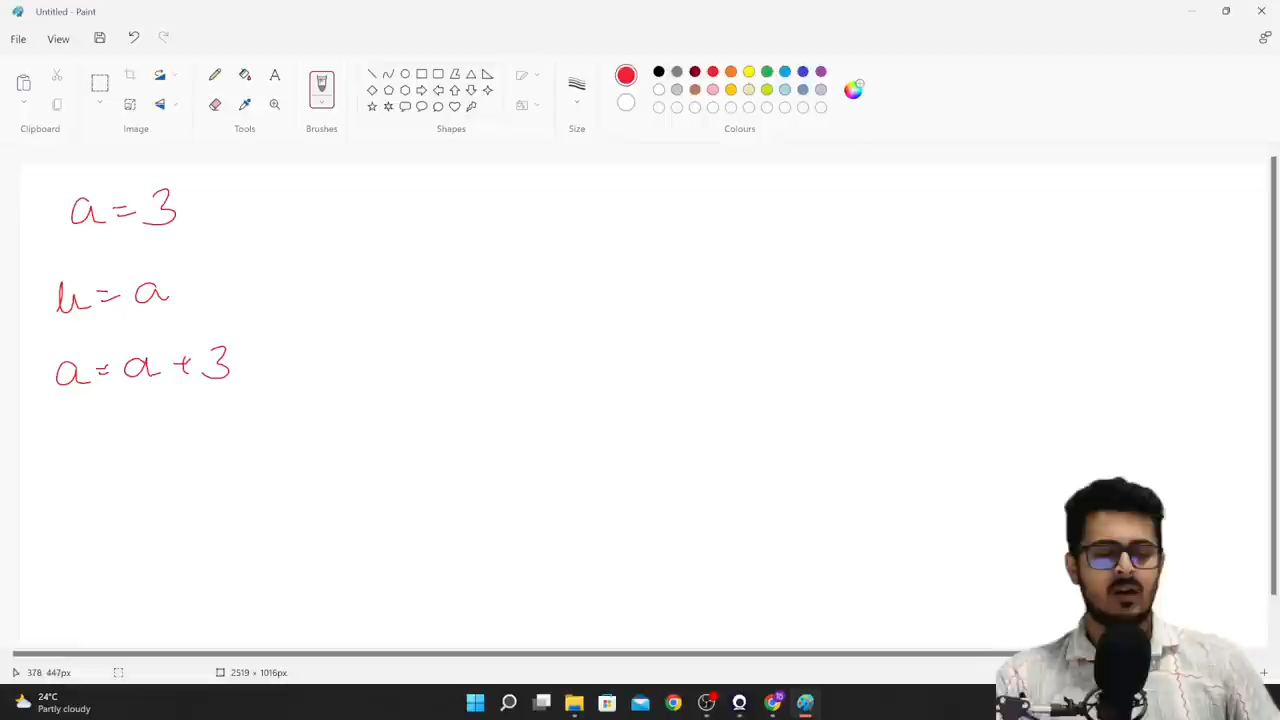 Untitled - Paint
File View
Clipboard Image Tools Brushes Shapes Size Colours
a = 3
u = a
a = a + 3
378, 447px 2519 × 1016px
24°C
Partly cloudy